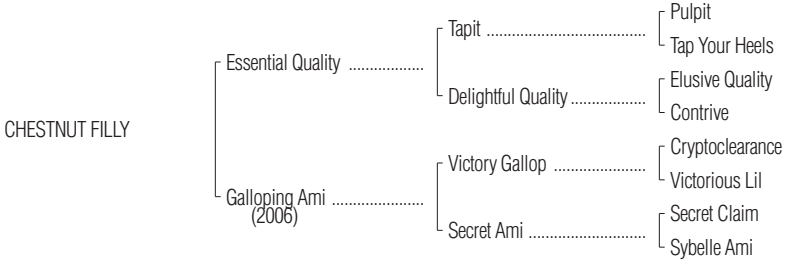 Pulpit
Tapit
Tap Your Heels
Essential Quality
Elusive Quality
Delightful Quality
Contrive
CHESTNUT FILLY
Cryptoclearance
Victory Gallop
Victorious Lil
Galloping Ami
(2006)
Secret Claim
Secret Ami
Sybelle Ami